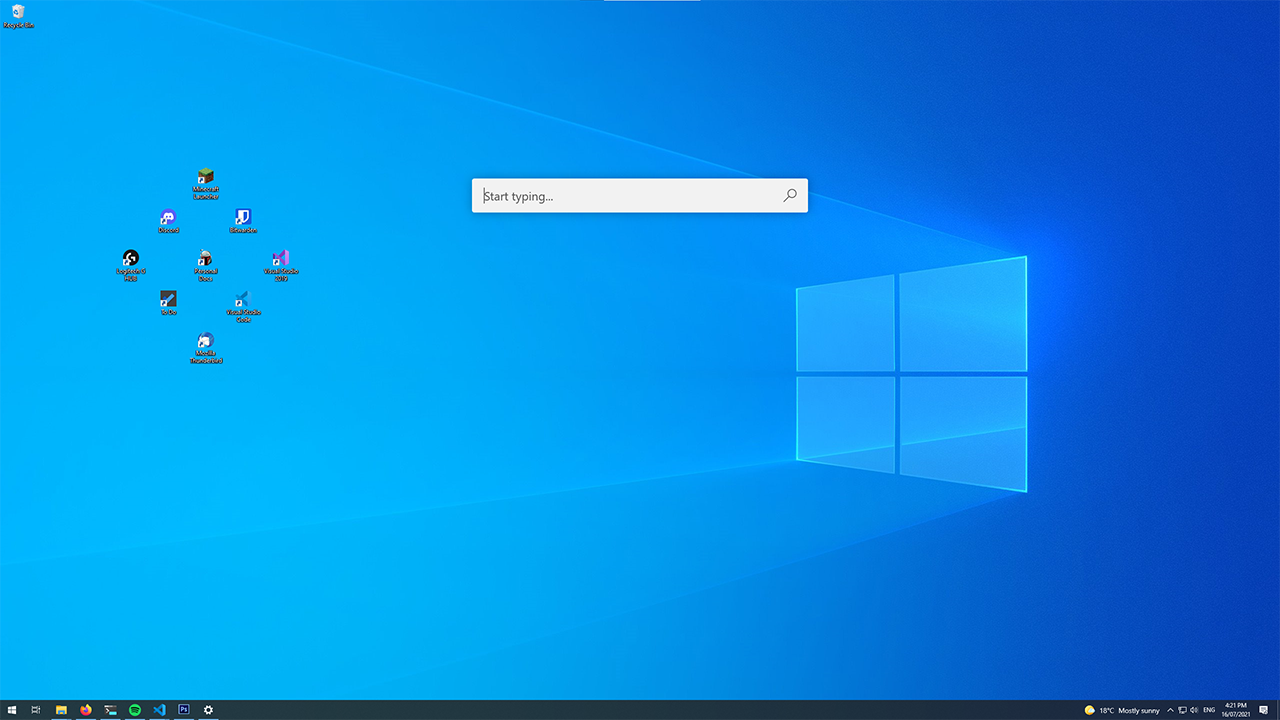 Recycle Bin
Start typing...
Minecraft
Launcher
Discord
Bitwarden
Logitech G
HUB
Personal
Docs
Visual Studio
2019
To Do
Visual Studio
Code
Mozilla
Thunderbird
Ps
18°C Mostly sunny
ENG
4:21 PM
16/07/2021